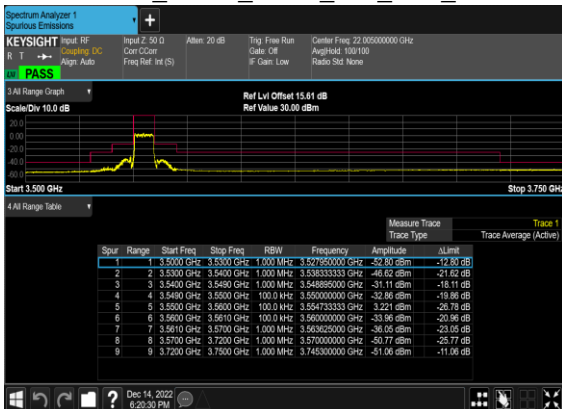 Spectrum Analyzer 1
Spurious Emissions
KEYSIGHT Input: RF Input Z: 50 Ω Atten: 20 dB Trig: Free Run Center Freq: 22.005000000 GHz
R T Coupling: DC Corr CCorr Gate: Off Avg|Hold: 100/100
Align: Auto Freq Ref: Int (S) IF Gain: Low Radio Std: None
PASS
3 All Range Graph Ref Lvl Offset 15.61 dB
Scale/Div 10.0 dB Ref Value 30.00 dBm
20.0
0.00
-20.0
-40.0
-60.0
Start 3.500 GHz Stop 3.750 GHz
4 All Range Table
Measure Trace Trace 1
Trace Type Trace Average (Active)
Spur Range Start Freq Stop Freq RBW Frequency Amplitude ΔLimit
1 1 3.5000 GHz 3.5300 GHz 1.000 MHz 3.527950000 GHz -52.80 dBm -12.80 dB
2 2 3.5300 GHz 3.5400 GHz 1.000 MHz 3.538333333 GHz -46.62 dBm -21.62 dB
3 3 3.5400 GHz 3.5490 GHz 1.000 MHz 3.548895000 GHz -31.11 dBm -18.11 dB
4 4 3.5490 GHz 3.5500 GHz 100.0 kHz 3.550000000 GHz -32.86 dBm -19.86 dB
5 5 3.5500 GHz 3.5600 GHz 100.0 kHz 3.554733333 GHz 3.221 dBm -26.78 dB
6 6 3.5600 GHz 3.5610 GHz 100.0 kHz 3.560000000 GHz -33.96 dBm -20.96 dB
7 7 3.5610 GHz 3.5700 GHz 1.000 MHz 3.563625000 GHz -36.05 dBm -23.05 dB
8 8 3.5700 GHz 3.7200 GHz 1.000 MHz 3.570000000 GHz -50.77 dBm -25.77 dB
9 9 3.7200 GHz 3.7500 GHz 1.000 MHz 3.745300000 GHz -51.06 dBm -11.06 dB
Dec 14, 2022
6:20:30 PM